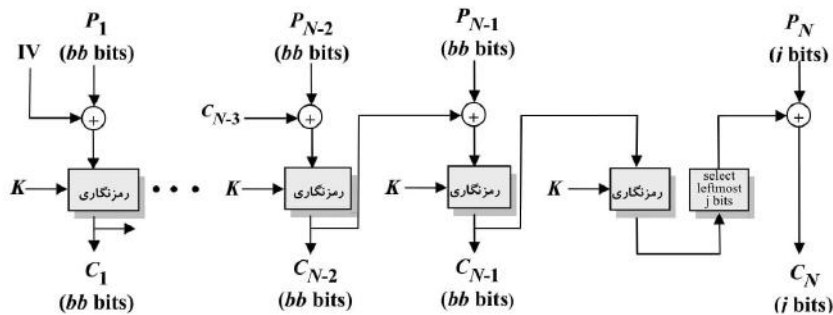 P1
(bb bits)
IV
+
K
رمزنگاری
C1
(bb bits)
PN-2
(bb bits)
CN-3
+
K
رمزنگاری
CN-2
(bb bits)
PN-1
(bb bits)
+
K
رمزنگاری
CN-1
(bb bits)
K
رمزنگاری
select
leftmost
j bits
PN
(j bits)
+
CN
(j bits)